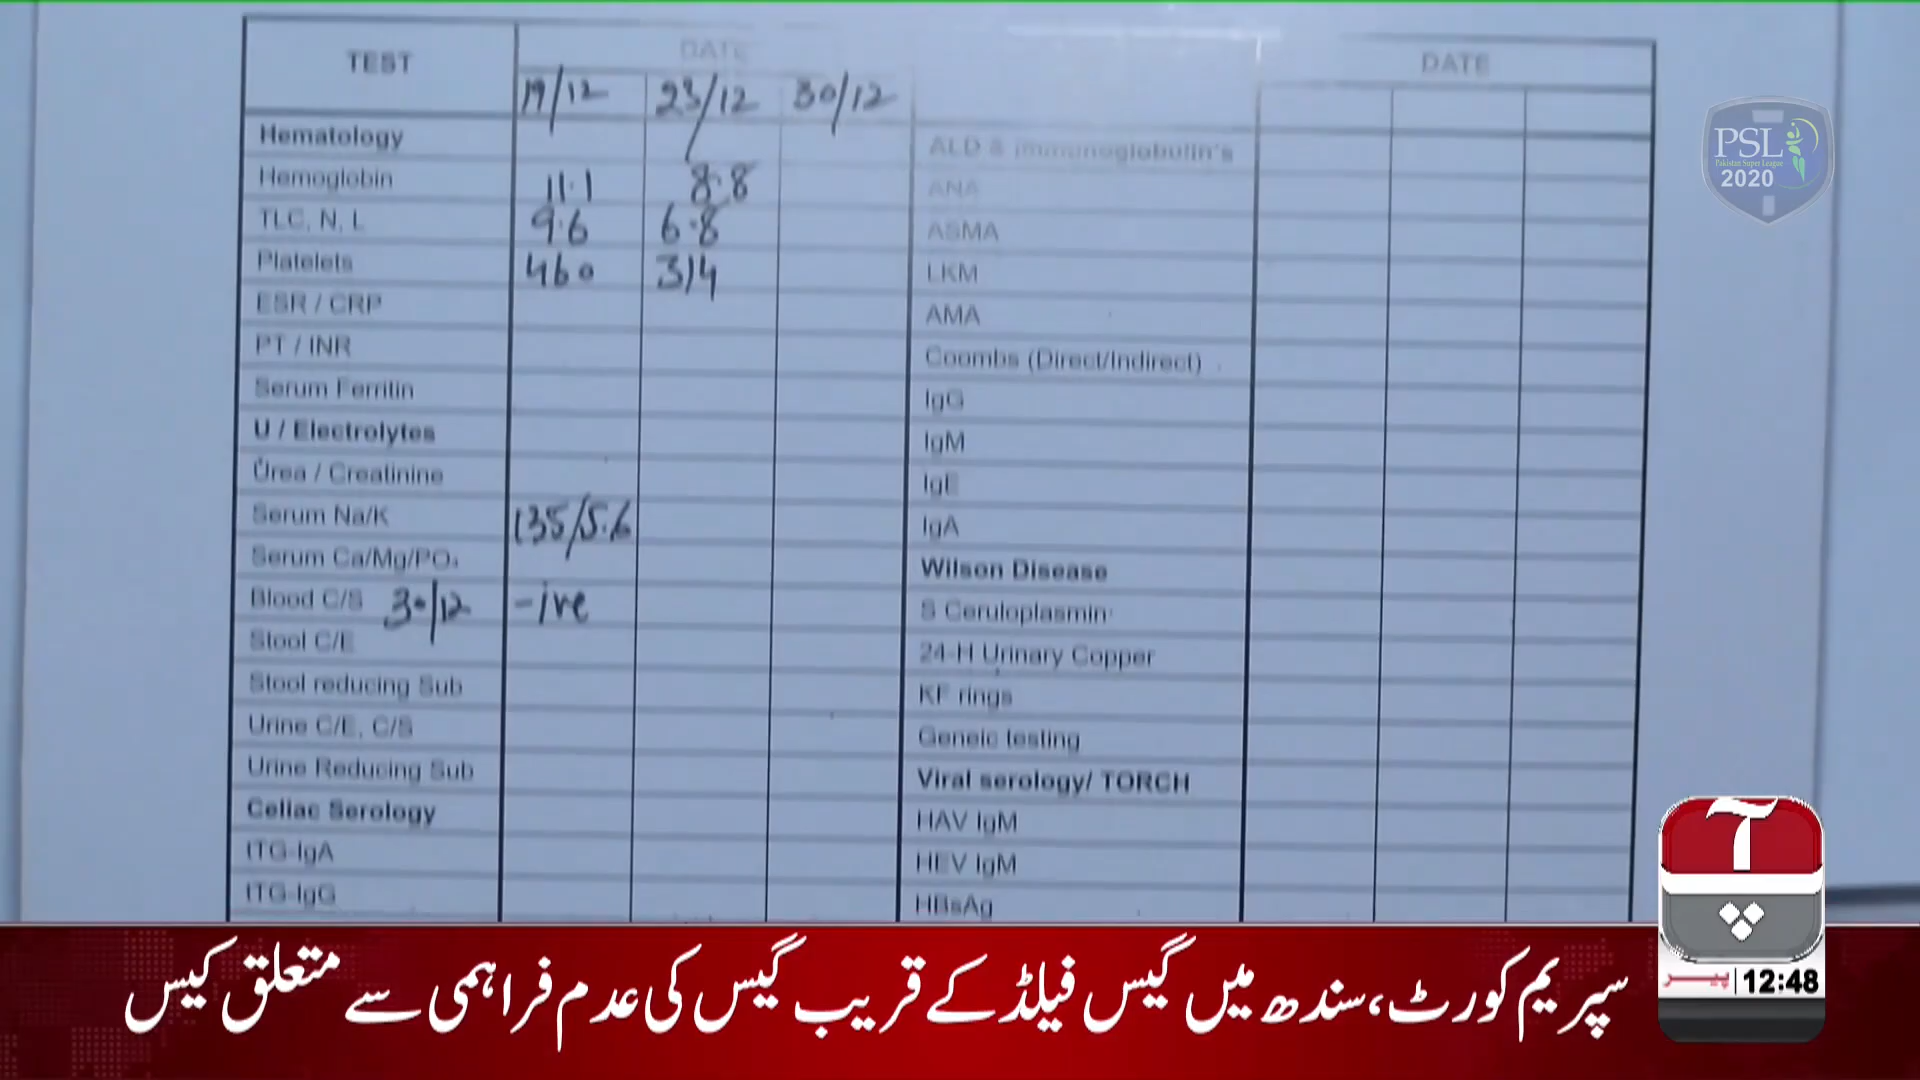 TEST DATE DATE
19/12 23/12 30/12
Hematology
Hemoglobin 11.1 8.8
TLC, N, L 9.6 6.8
Platelets 460 314
ESR / CRP
PT / INR
Serum Ferritin
U / Electrolytes
Urea / Creatinine
Serum Na/K 135/5.6
Serum Ca/Mg/PO₄
Blood C/S 30/12 -ive
Stool C/E
Stool reducing Sub
Urine C/E, C/S
Urine Reducing Sub
Celiac Serology
tTG-IgA
tTG-IgG
ALD & immunoglobulin's
ANA
ASMA
LKM
AMA
Coombs (Direct/Indirect)
IgG
IgM
IgE
IgA
Wilson Disease
S Ceruloplasmin
24-H Urinary Copper
KF rings
Geneic testing
Viral serology/ TORCH
HAV IgM
HEV IgM
HBsAg
PSL
Pakistan Super League
2020
آپ
پیر 12:48
سپریم کورٹ، سندھ میں گیس فیلڈ کے قریب گیس کی عدم فراہمی سے متعلق کیس